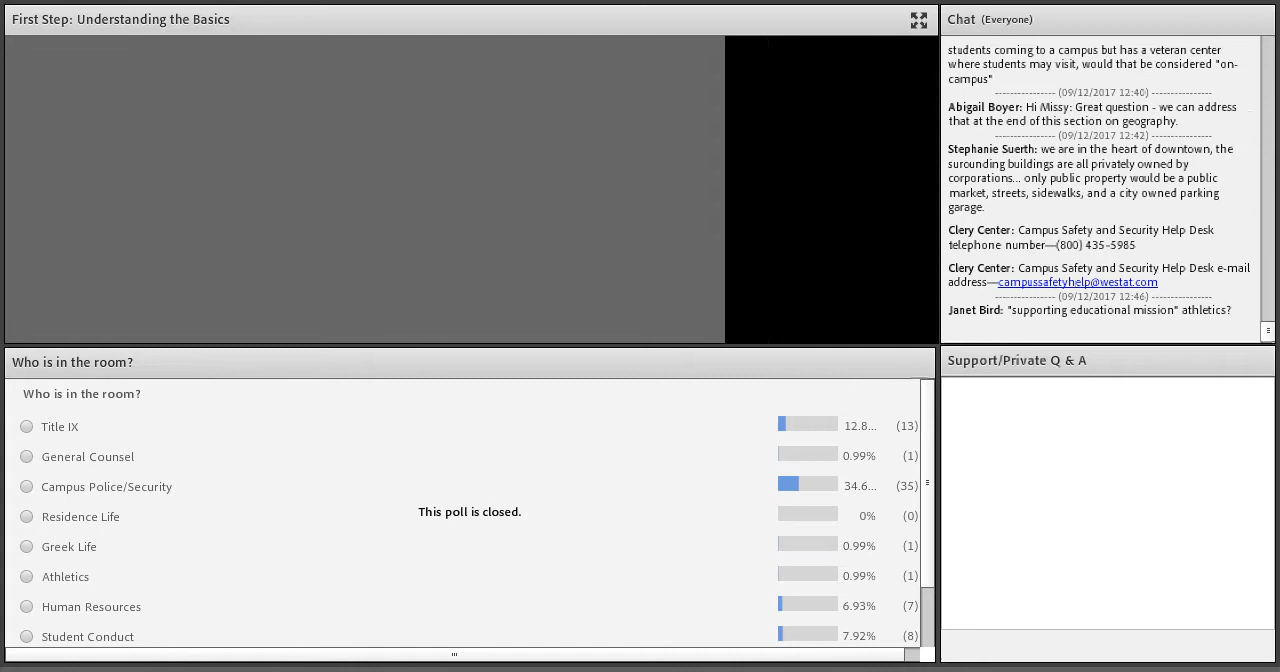 First Step: Understanding the Basics
Chat (Everyone)
students coming to a campus but has a veteran center
where students may visit, would that be considered "on-
campus"
---------------- (09/12/2017 12:40) ----------------
Abigail Boyer: Hi Missy: Great question - we can address
that at the end of this section on geography.
---------------- (09/12/2017 12:42) ----------------
Stephanie Suerth: we are in the heart of downtown, the
surounding buildings are all privately owned by
corporations... only public property would be a public
market, streets, sidewalks, and a city owned parking
garage.
Clery Center: Campus Safety and Security Help Desk
telephone number—(800) 435-5985
Clery Center: Campus Safety and Security Help Desk e-mail
address—campussafetyhelp@westat.com
---------------- (09/12/2017 12:46) ----------------
Janet Bird: "supporting educational mission" athletics?
Who is in the room?
Who is in the room?
Title IX 12.8... (13)
General Counsel 0.99% (1)
Campus Police/Security 34.6... (35)
This poll is closed.
Residence Life 0% (0)
Greek Life 0.99% (1)
Athletics 0.99% (1)
Human Resources 6.93% (7)
Student Conduct 7.92% (8)
Support/Private Q & A